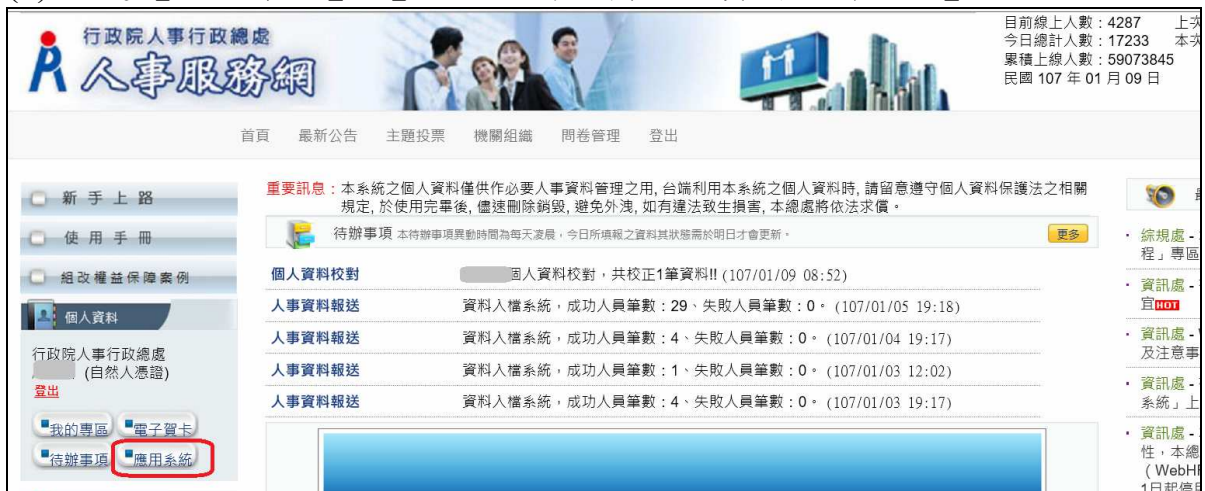 行政院人事行政總處
人事服務網
目前線上人數：4287 上次
今日總計人數：17233 本次
累積上線人數：59073845
民國 107 年 01 月 09 日
首頁 最新公告 主題投票 機關組織 問卷管理 登出
新手上路
使用手冊
組改權益保障案例
個人資料
行政院人事行政總處
(自然人憑證)
登出
我的專區 電子賀卡
待辦事項 應用系統
重要訊息：本系統之個人資料僅供作必要人事資料管理之用, 台端利用本系統之個人資料時, 請留意遵守個人資料保護法之相關
規定, 於使用完畢後, 儘速刪除銷毀, 避免外洩, 如有違法致生損害, 本總處將依法求償。
待辦事項 本待辦事項異動時間為每天凌晨，今日所填報之資料其狀態需於明日才會更新。 更多
個人資料校對 個人資料校對，共校正1筆資料!! (107/01/09 08:52)
人事資料報送 資料入檔系統，成功人員筆數：29、失敗人員筆數：0。 (107/01/05 19:18)
人事資料報送 資料入檔系統，成功人員筆數：4、失敗人員筆數：0。 (107/01/04 19:17)
人事資料報送 資料入檔系統，成功人員筆數：1、失敗人員筆數：0。 (107/01/03 12:02)
人事資料報送 資料入檔系統，成功人員筆數：4、失敗人員筆數：0。 (107/01/03 19:17)
綜規處 -
程」專區
資訊處 -
宜HOT
資訊處 -
及注意事
資訊處 -
系統」上
資訊處 -
性，本總
(WebH
1日起停